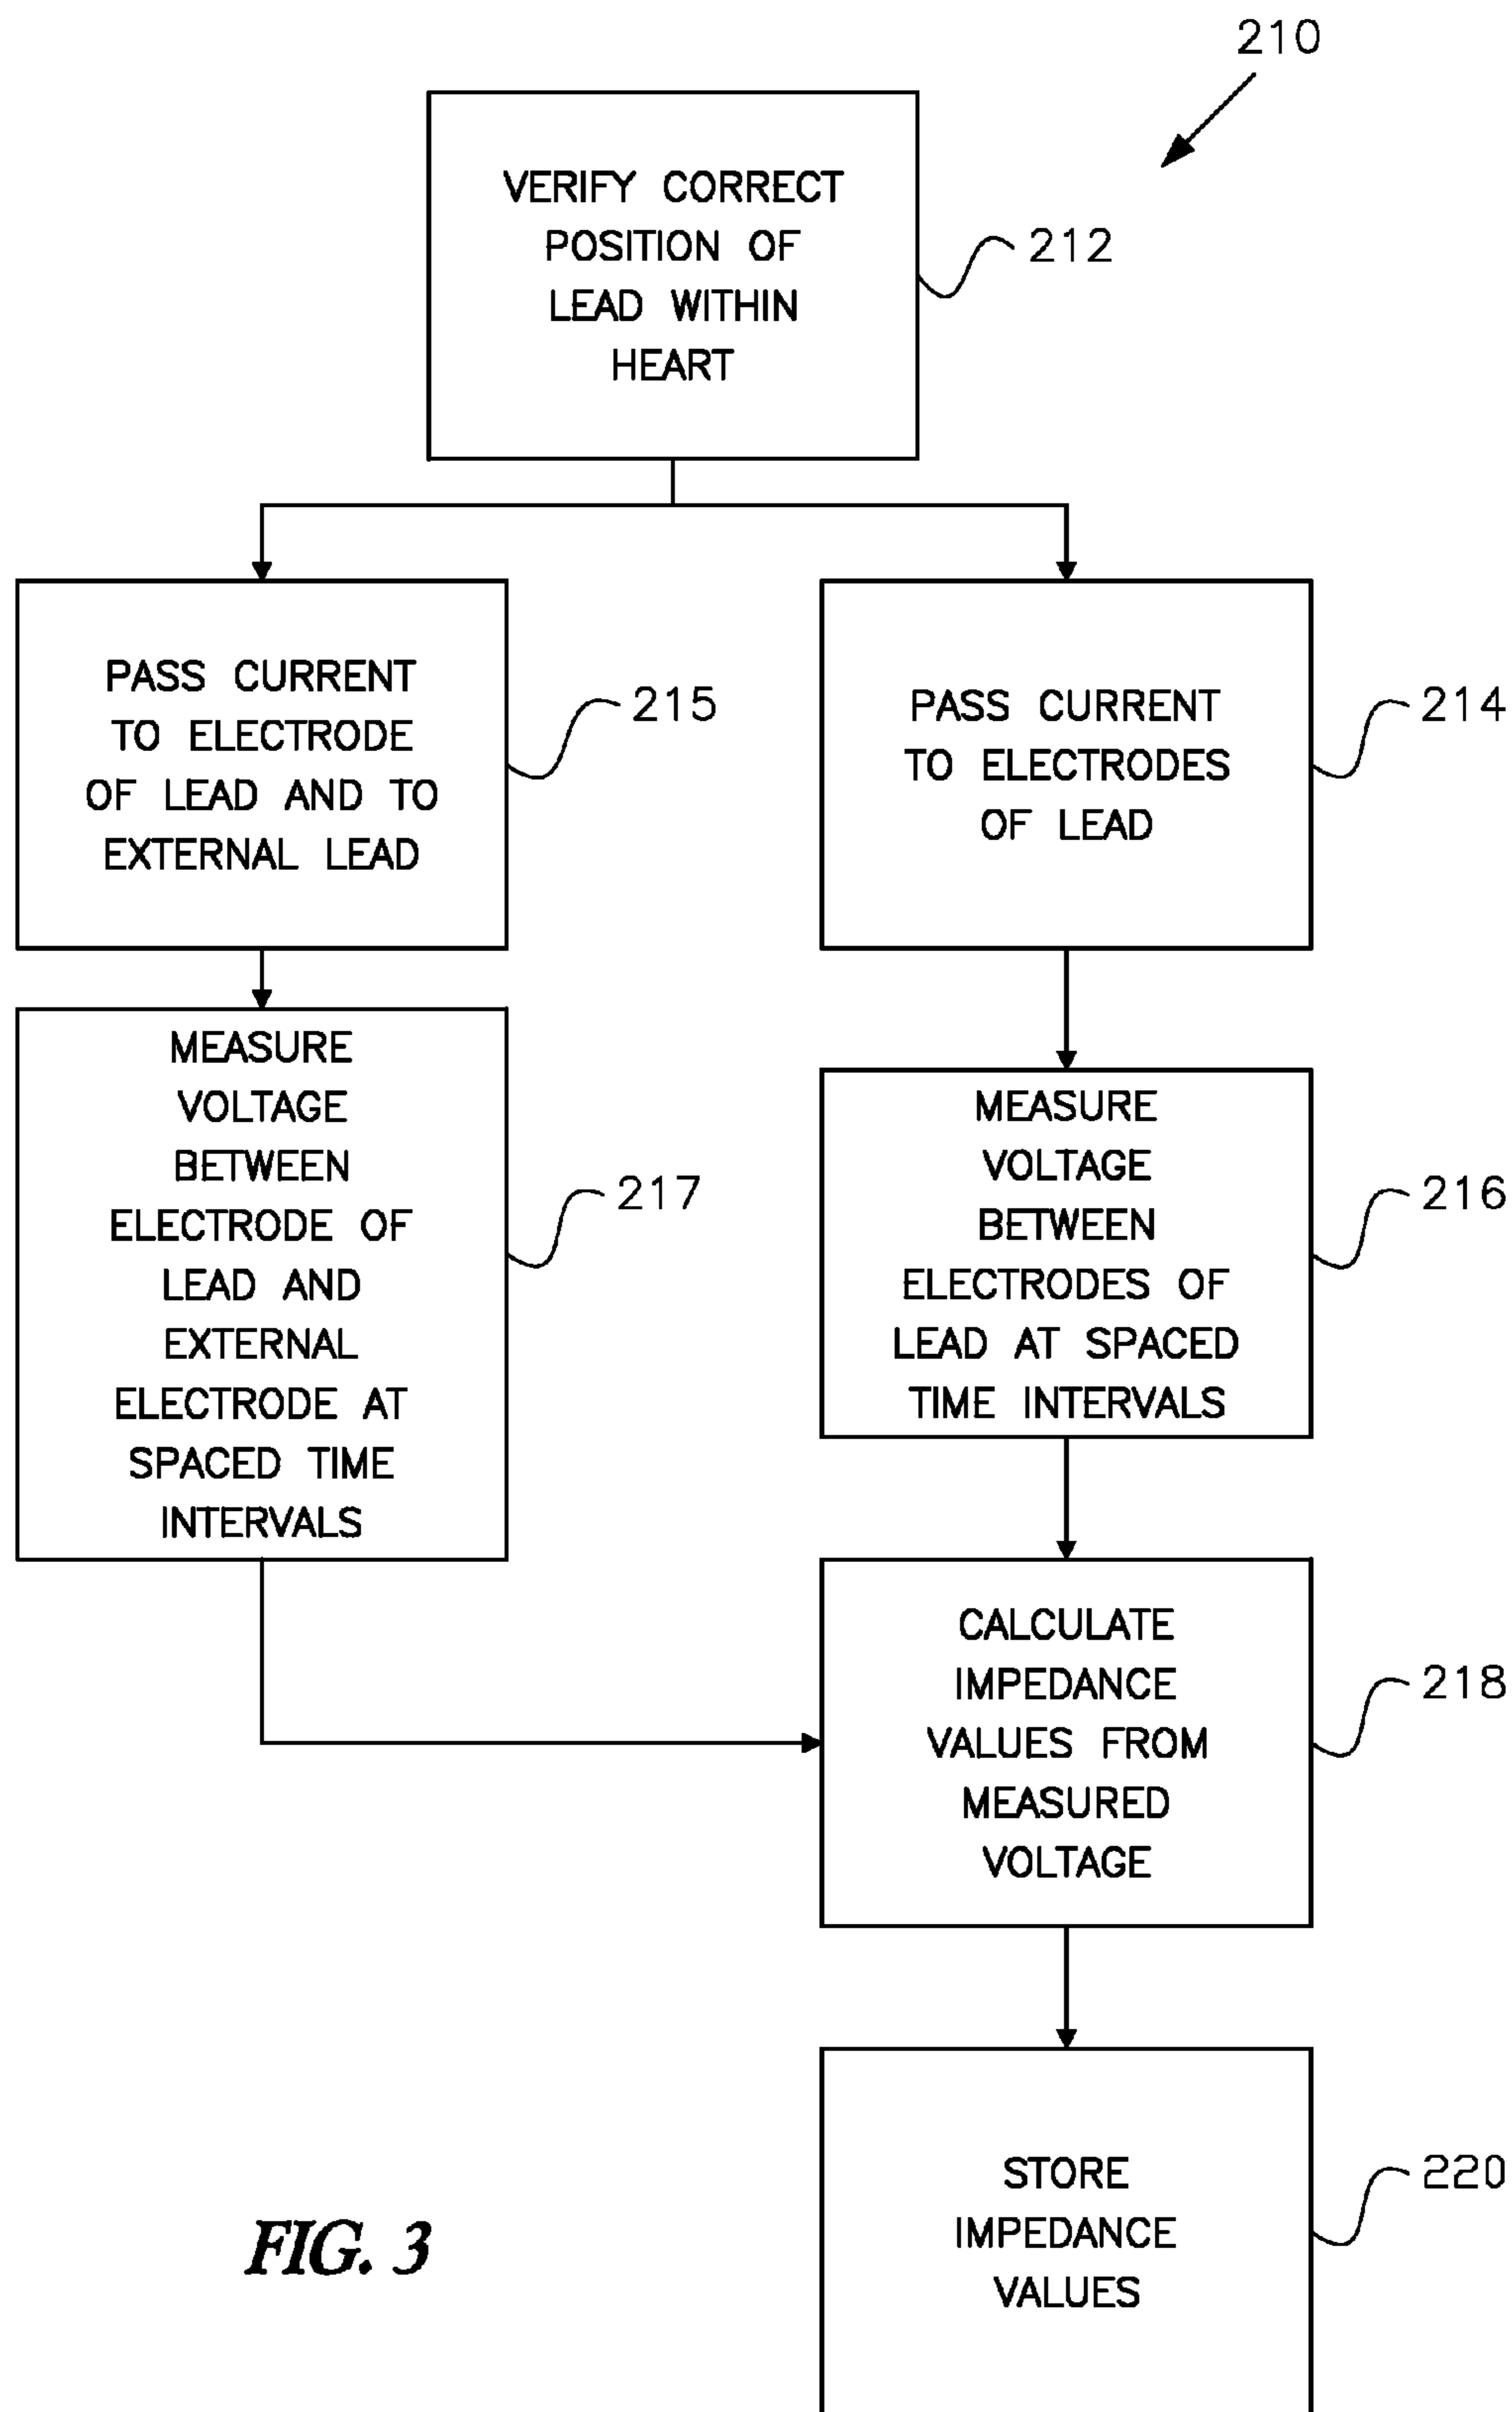 210
VERIFY CORRECT
POSITION OF
LEAD WITHIN
HEART
212
PASS CURRENT
TO ELECTRODE
OF LEAD AND TO
EXTERNAL LEAD
215
PASS CURRENT
TO ELECTRODES
OF LEAD
214
MEASURE
VOLTAGE
BETWEEN
ELECTRODE OF
LEAD AND
EXTERNAL
ELECTRODE AT
SPACED TIME
INTERVALS
217
MEASURE
VOLTAGE
BETWEEN
ELECTRODES OF
LEAD AT SPACED
TIME INTERVALS
216
CALCULATE
IMPEDANCE
VALUES FROM
MEASURED
VOLTAGE
218
STORE
IMPEDANCE
VALUES
220
FIG. 3